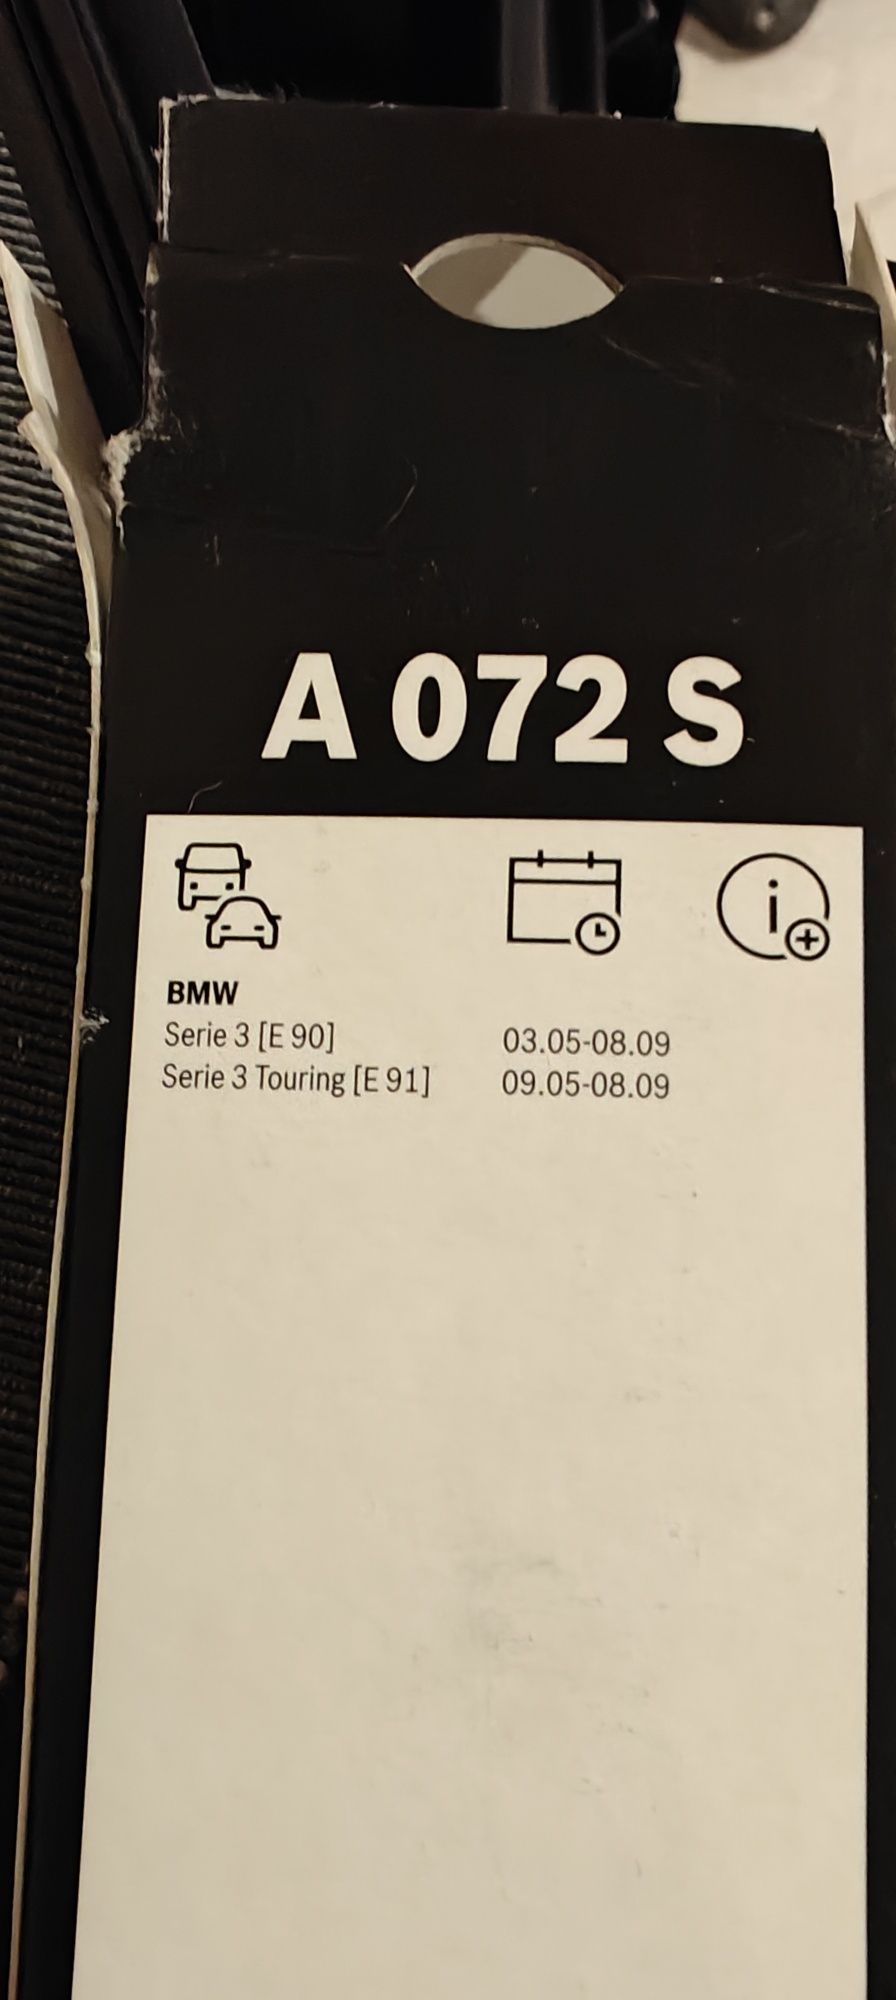 A 072 S
BMW
Serie 3 [E 90] 03.05-08.09
Serie 3 Touring [E 91] 09.05-08.09